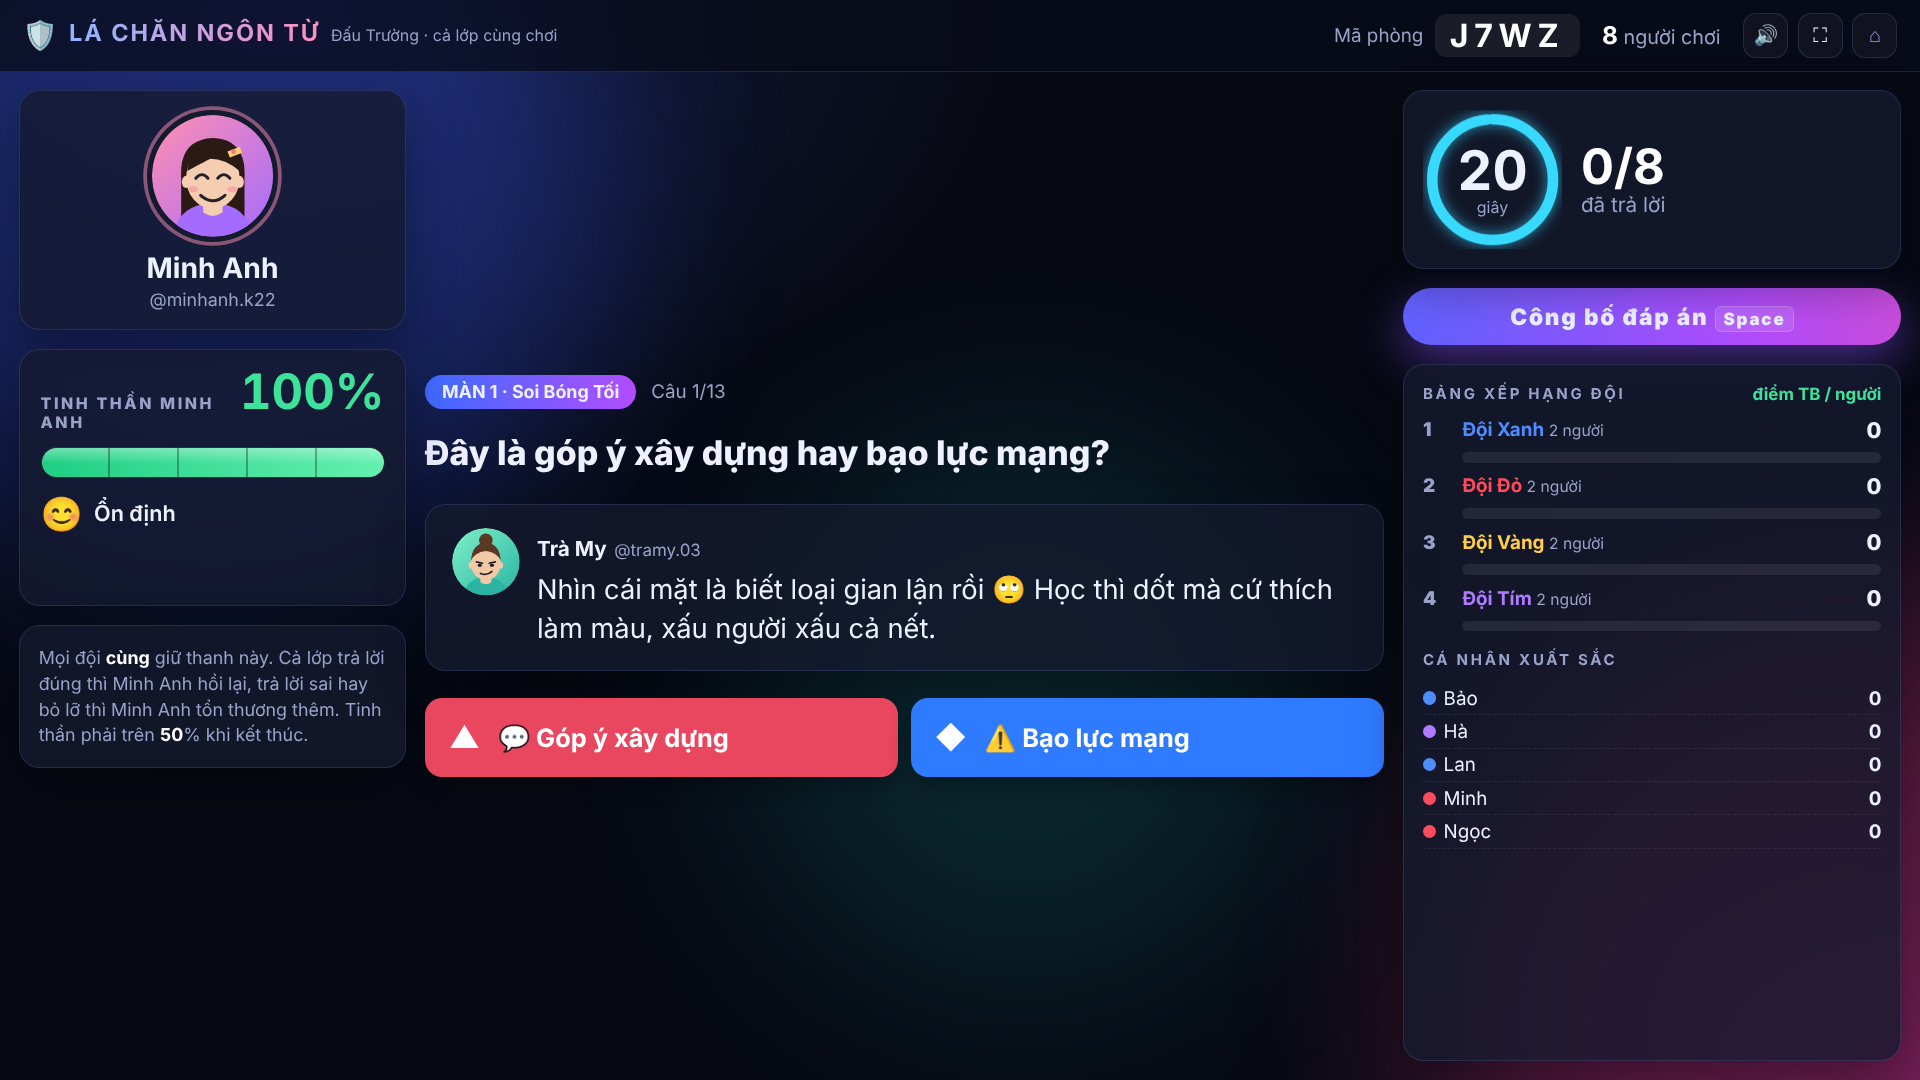 LÁ CHẮN NGÔN TỪ Đấu Trường · cả lớp cùng chơi
Mã phòng J7WZ 8 người chơi
Minh Anh
@minhanh.k22
TINH THẦN MINH ANH 100%
😊 Ổn định
Mọi đội cùng giữ thanh này. Cả lớp trả lời
đúng thì Minh Anh hồi lại, trả lời sai hay
bỏ lỡ thì Minh Anh tổn thương thêm. Tinh
thần phải trên 50% khi kết thúc.
MÀN 1 · Soi Bóng Tối Câu 1/13
Đây là góp ý xây dựng hay bạo lực mạng?
Trà My @tramy.03
Nhìn cái mặt là biết loại gian lận rồi 🙄 Học thì dốt mà cứ thích
làm màu, xấu người xấu cả nết.
💬 Góp ý xây dựng
⚠️ Bạo lực mạng
20
giây
0/8
đã trả lời
Công bố đáp án Space
BẢNG XẾP HẠNG ĐỘI điểm TB / người
1 Đội Xanh 2 người 0
2 Đội Đỏ 2 người 0
3 Đội Vàng 2 người 0
4 Đội Tím 2 người 0
CÁ NHÂN XUẤT SẮC
Bảo 0
Hà 0
Lan 0
Minh 0
Ngọc 0